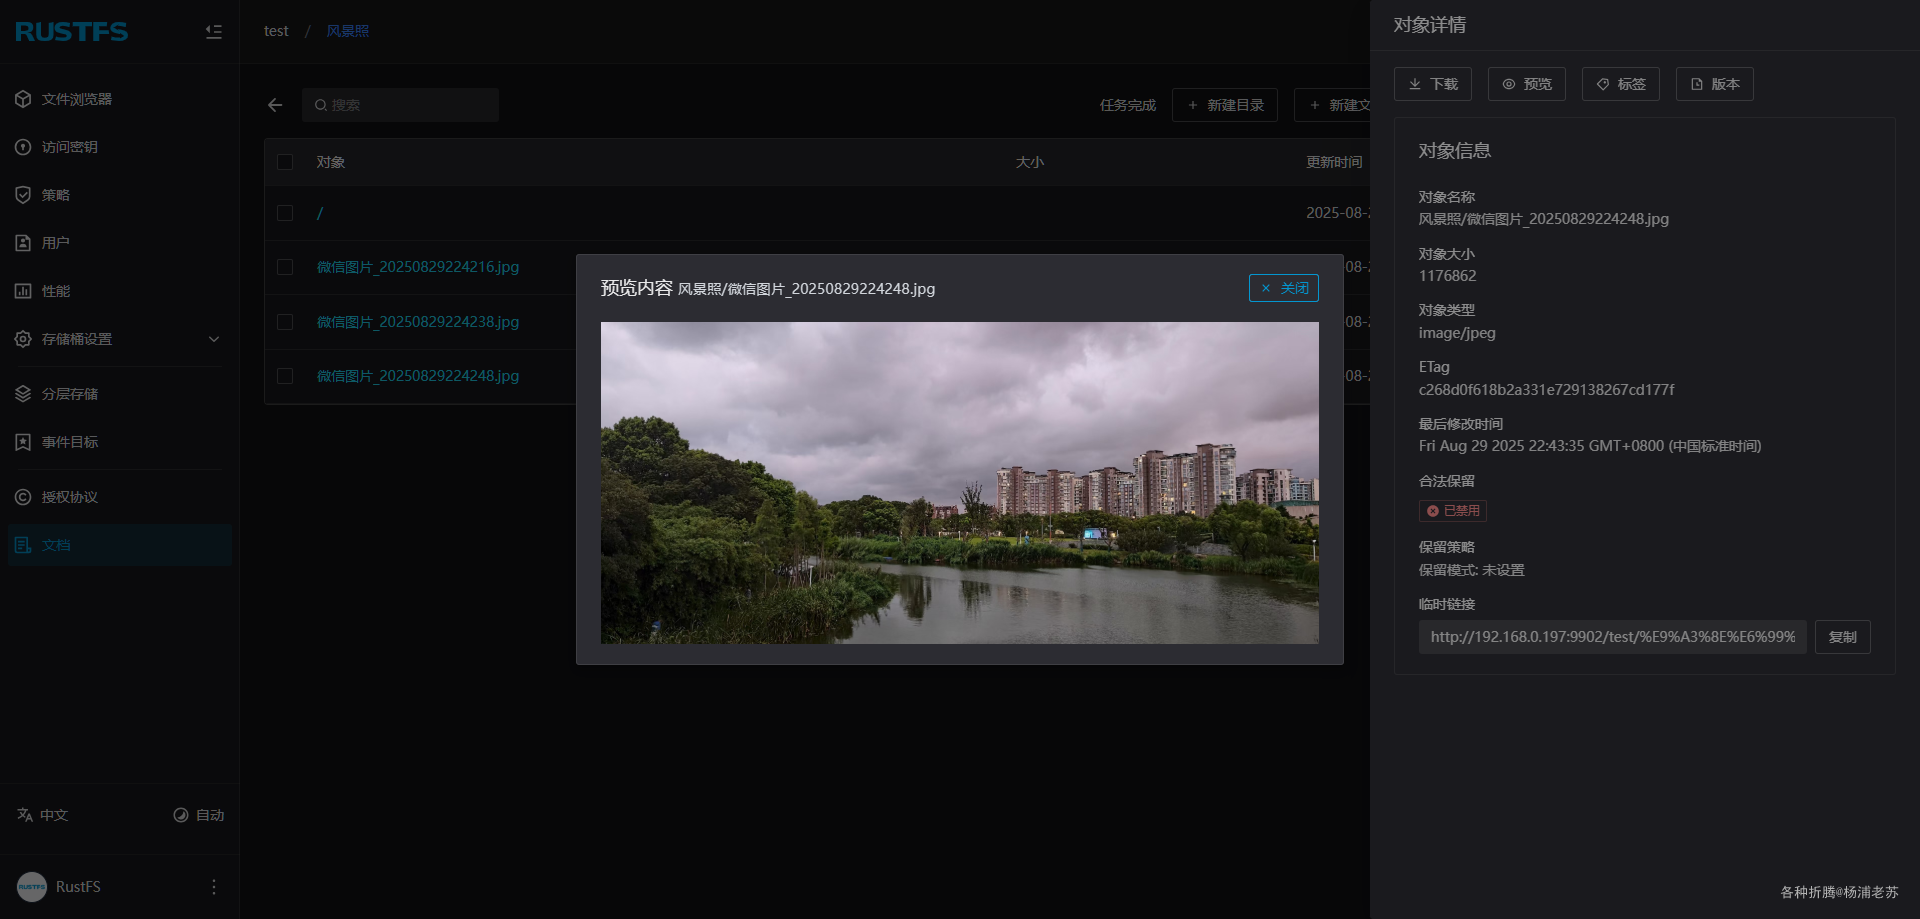 RUSTFS
文件浏览器
访问密钥
策略
用户
性能
存储桶设置
分层存储
事件目标
授权协议
文档
中文
自动
RUSTFS
RustFS
test / 风景照
搜索
任务完成
+ 新建目录
+ 新建文
对象
大小
更新时间
/
2025-08-2
微信图片_20250829224216.jpg
08-2
微信图片_20250829224238.jpg
08-2
微信图片_20250829224248.jpg
08-2
预览内容 风景照/微信图片_20250829224248.jpg
× 关闭
对象详情
下载
预览
标签
版本
对象信息
对象名称
风景照/微信图片_20250829224248.jpg
对象大小
1176862
对象类型
image/jpeg
ETag
c268d0f618b2a331e729138267cd177f
最后修改时间
Fri Aug 29 2025 22:43:35 GMT+0800 (中国标准时间)
合法保留
已禁用
保留策略
保留模式: 未设置
临时链接
http://192.168.0.197:9902/test/%E9%A3%8E%E6%99%
复制
各种折腾@杨浦老苏